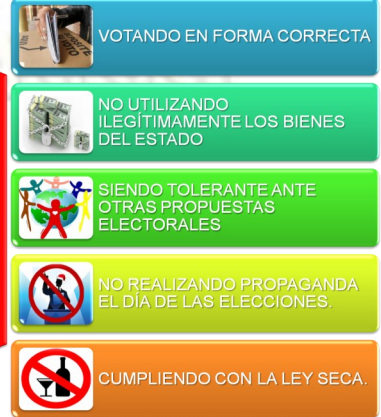 VOTANDO EN FORMA CORRECTA
NO UTILIZANDO
ILEGÍTIMAMENTE LOS BIENES
DEL ESTADO
SIENDO TOLERANTE ANTE
OTRAS PROPUESTAS
ELECTORALES
NO REALIZANDO PROPAGANDA
EL DÍA DE LAS ELECCIONES.
CUMPLIENDO CON LA LEY SECA.